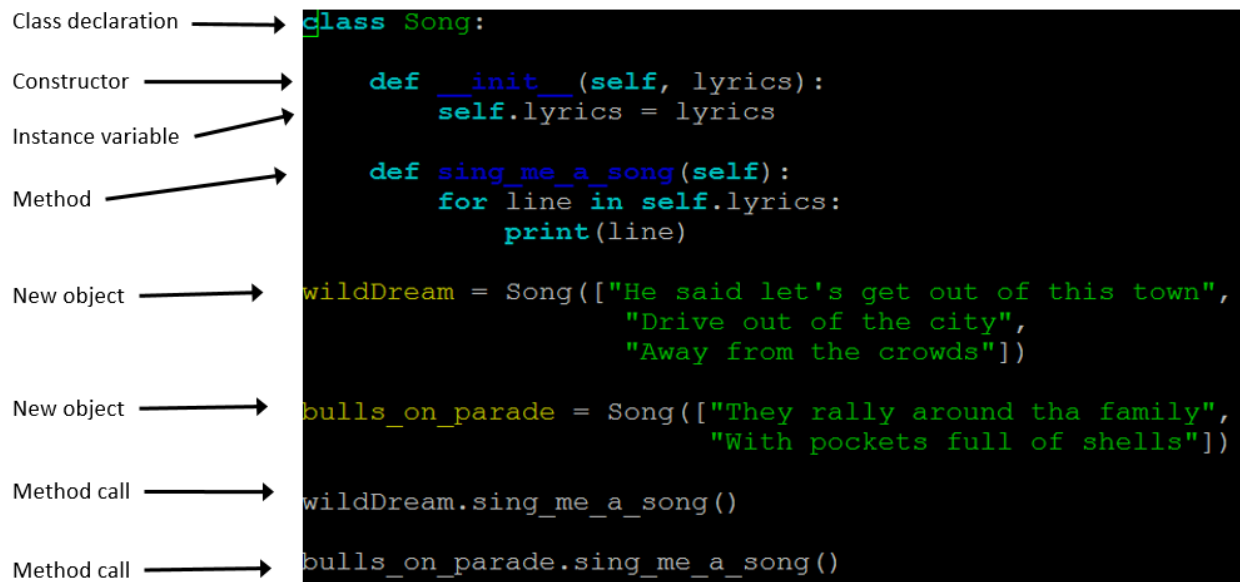 Class declaration class Song:
Constructor def __init__(self, lyrics):
self.lyrics = lyrics
Instance variable
def sing_me_a_song(self):
Method for line in self.lyrics:
print(line)
New object wildDream = Song(["He said let's get out of this town",
"Drive out of the city",
"Away from the crowds"])
New object bulls_on_parade = Song(["They rally around tha family",
"With pockets full of shells"])
Method call wildDream.sing_me_a_song()
Method call bulls_on_parade.sing_me_a_song()